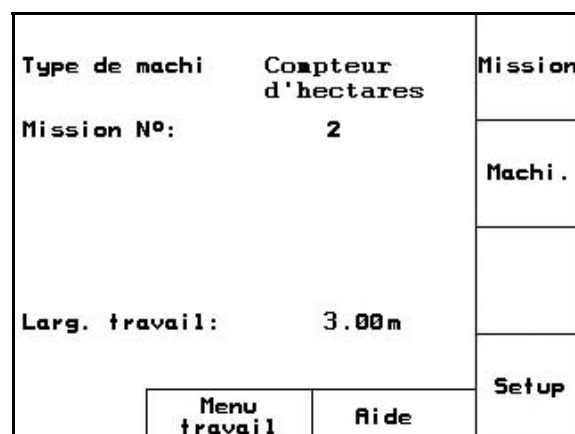 Type de machi Compteur
d'hectares
Mission Nº: 2
Larg. travail: 3.00m
Mission
Machi.
Setup
Menu
travail
Aide